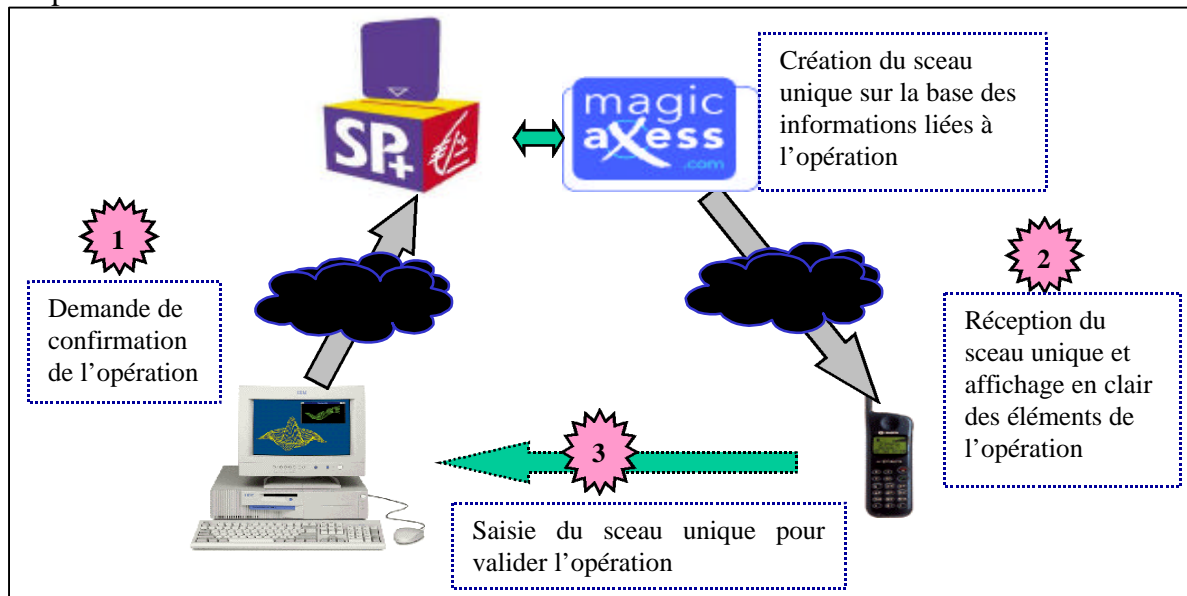 SP+
magic
axess
.com
Création du sceau
unique sur la base des
informations liées à
l’opération
1
Demande de
confirmation
de l’opération
2
Réception du
sceau unique et
affichage en clair
des éléments de
l’opération
3
Saisie du sceau unique pour
valider l’opération